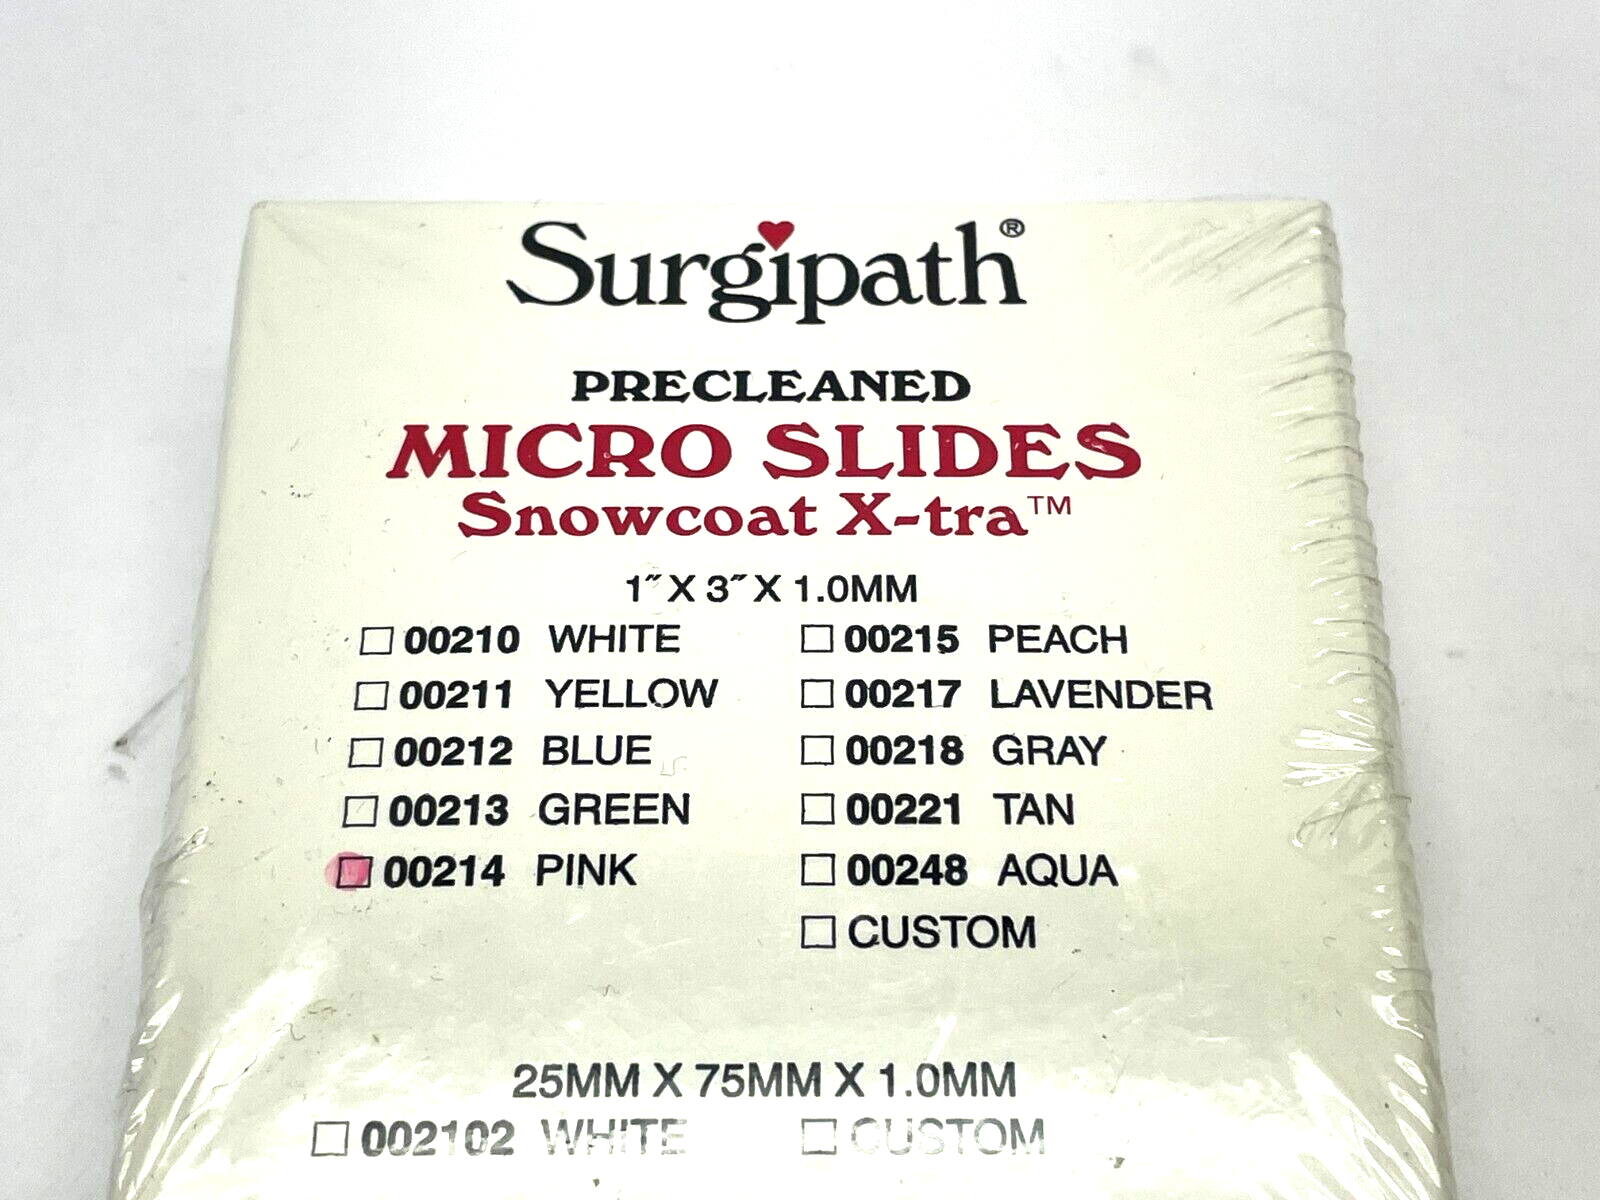 Surgipath®
PRECLEANED
MICRO SLIDES
Snowcoat X-tra™
1″ X 3″ X 1.0MM
00210 WHITE
00211 YELLOW
00212 BLUE
00213 GREEN
00214 PINK
00215 PEACH
00217 LAVENDER
00218 GRAY
00221 TAN
00248 AQUA
CUSTOM
25MM X 75MM X 1.0MM
002102 WHITE
CUSTOM